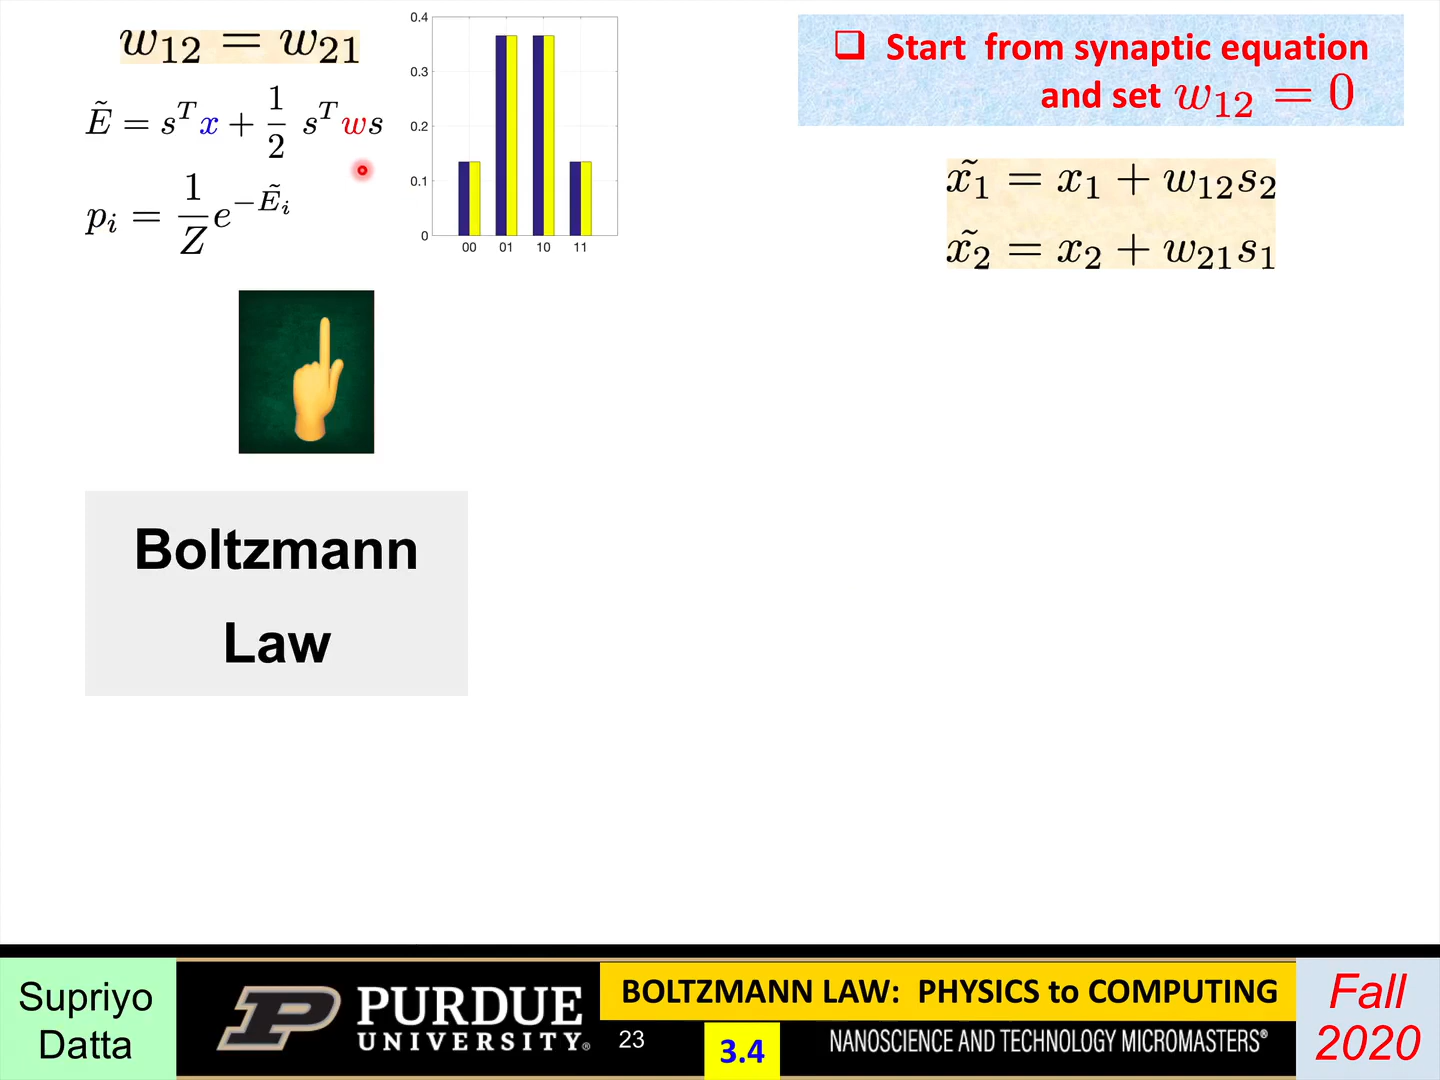 w₁₂ = w₂₁
Ẽ = sᵀx + 1/2 sᵀws
pᵢ = 1/Z e^(−Ẽᵢ)
0.4
0.3
0.2
0.1
0
00 01 10 11
❑ Start from synaptic equation
and set w₁₂ = 0
x̃₁ = x₁ + w₁₂s₂
x̃₂ = x₂ + w₂₁s₁
Boltzmann
Law
Supriyo
Datta
PURDUE
UNIVERSITY®
23
BOLTZMANN LAW: PHYSICS to COMPUTING
3.4
NANOSCIENCE AND TECHNOLOGY MICROMASTERS®
Fall
2020